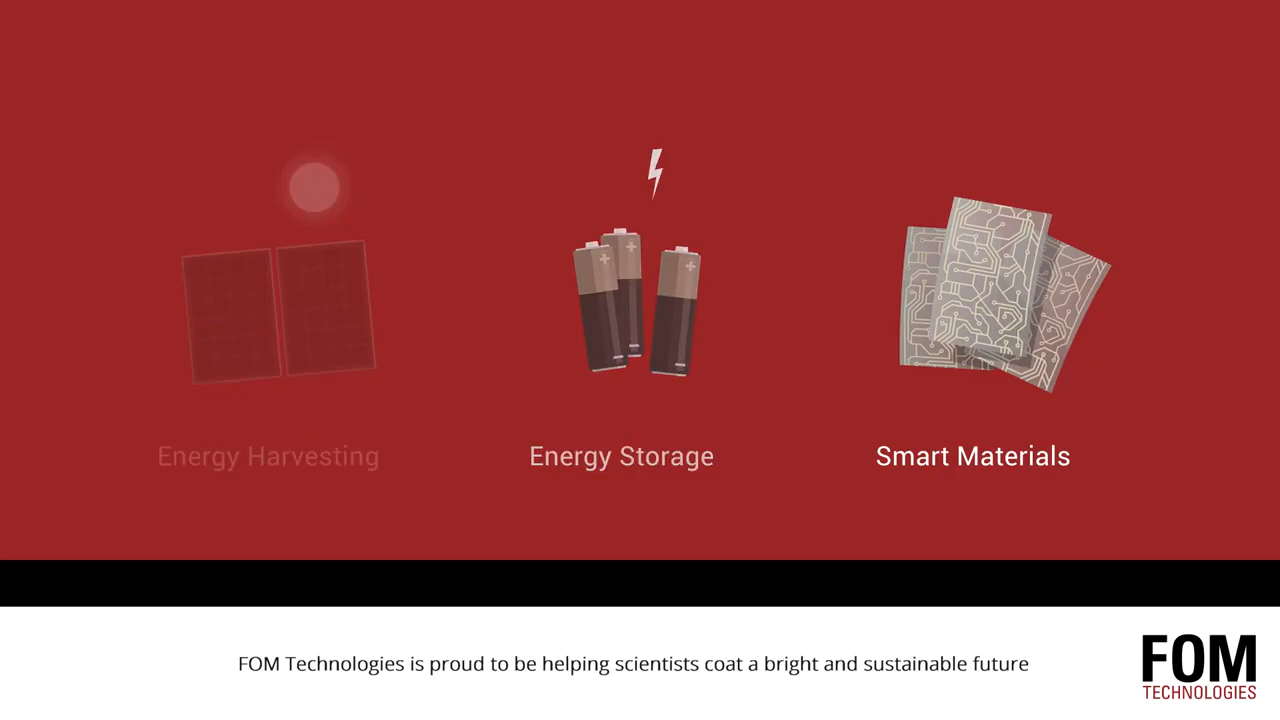 Energy Harvesting
Energy Storage
Smart Materials
FOM Technologies is proud to be helping scientists coat a bright and sustainable future
FOM
TECHNOLOGIES